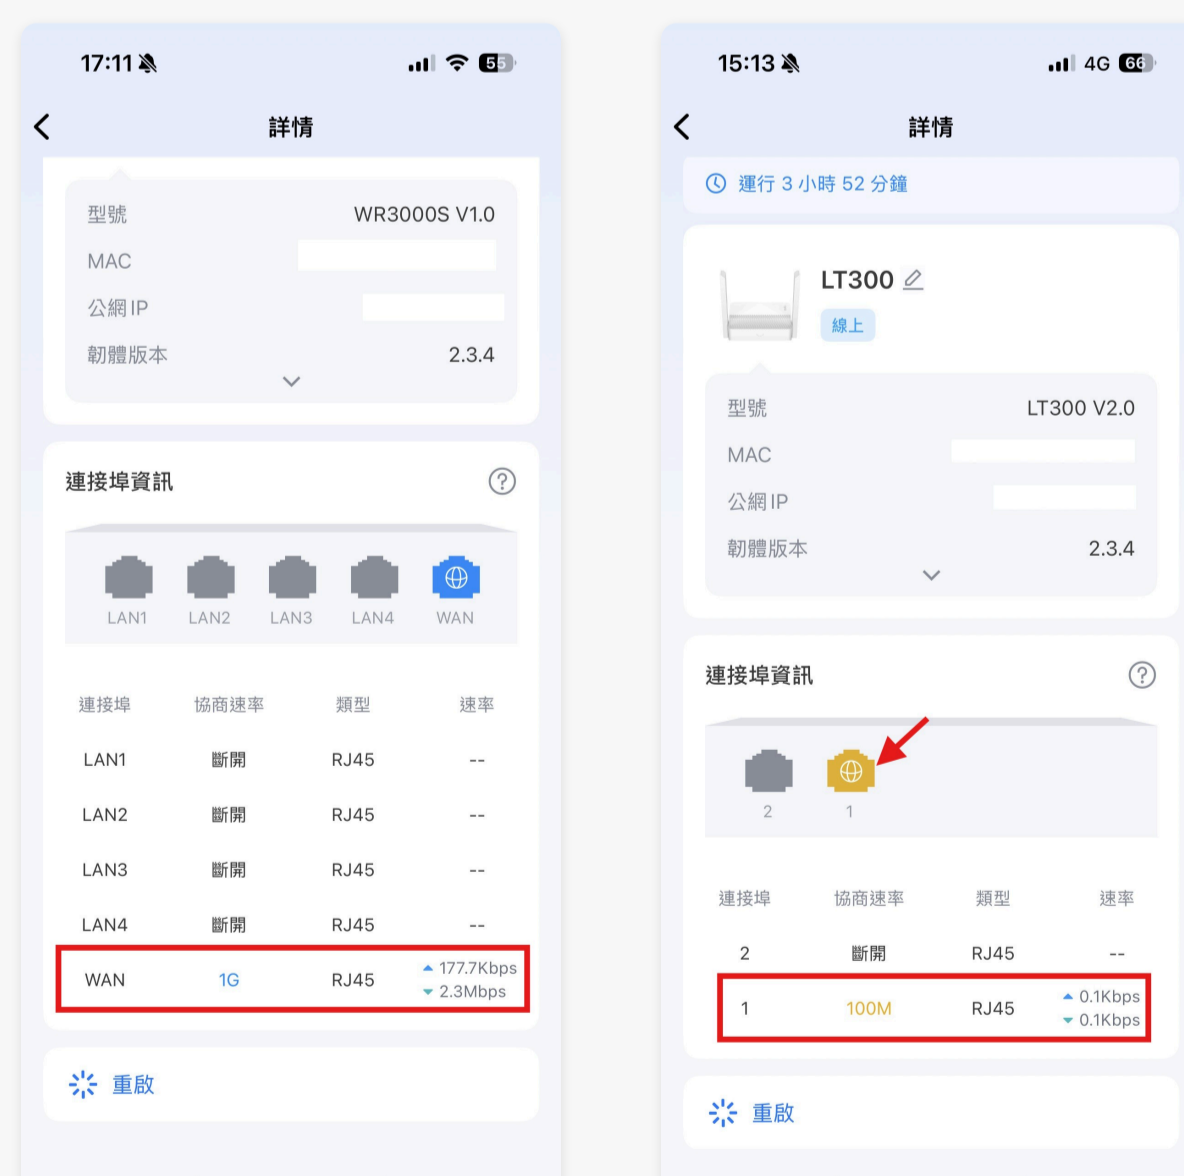 17:11
55
詳情
型號 WR3000S V1.0
MAC
公網 IP
韌體版本 2.3.4
連接埠資訊 ?
LAN1 LAN2 LAN3 LAN4 WAN
連接埠 協商速率 類型 速率
LAN1 斷開 RJ45 --
LAN2 斷開 RJ45 --
LAN3 斷開 RJ45 --
LAN4 斷開 RJ45 --
WAN 1G RJ45 177.7Kbps
2.3Mbps
重啟
15:13
4G 66
詳情
運行 3 小時 52 分鐘
LT300
線上
型號 LT300 V2.0
MAC
公網 IP
韌體版本 2.3.4
連接埠資訊 ?
2 1
連接埠 協商速率 類型 速率
2 斷開 RJ45 --
1 100M RJ45 0.1Kbps
0.1Kbps
重啟